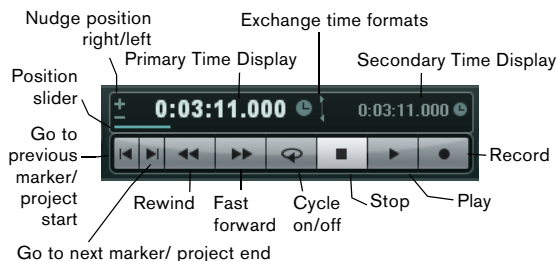 Nudge position
right/left
Exchange time formats
Primary Time Display
Secondary Time Display
Position
slider
0:03:11.000
0:03:11.000
Go to
previous
marker/
project
start
Rewind
Fast
forward
Cycle
on/off
Stop
Play
Record
Go to next marker/ project end